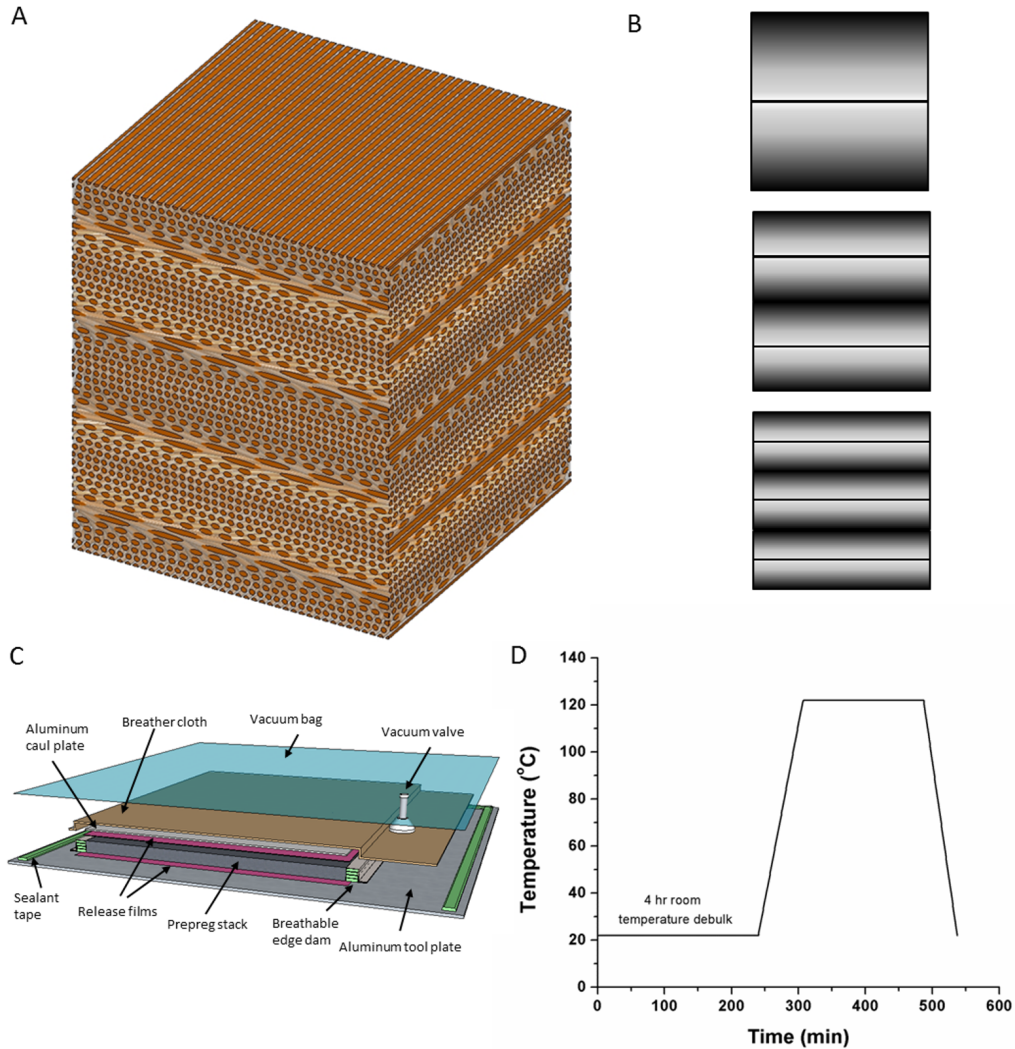 A
B
C
Aluminum
caul plate
Breather cloth
Vacuum bag
Vacuum valve
Sealant
tape
Release films
Prepreg stack
Breathable
edge dam
Aluminum tool plate
D
Temperature (°C)
140
120
100
80
60
40
20
0
4 hr room
temperature debulk
0
100
200
300
400
500
600
Time (min)